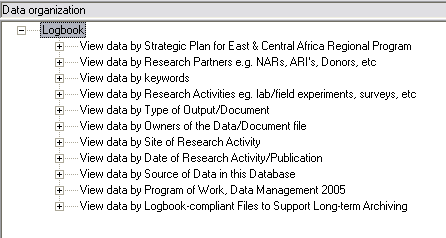 Data organization
Logbook
View data by Strategic Plan for East & Central Africa Regional Program
View data by Research Partners e.g. NARs, ARI's, Donors, etc
View data by keywords
View data by Research Activities eg. lab/field experiments, surveys, etc
View data by Type of Output/Document
View data by Owners of the Data/Document file
View data by Site of Research Activity
View data by Date of Research Activity/Publication
View data by Source of Data in this Database
View data by Program of Work, Data Management 2005
View data by Logbook-compliant Files to Support Long-term Archiving